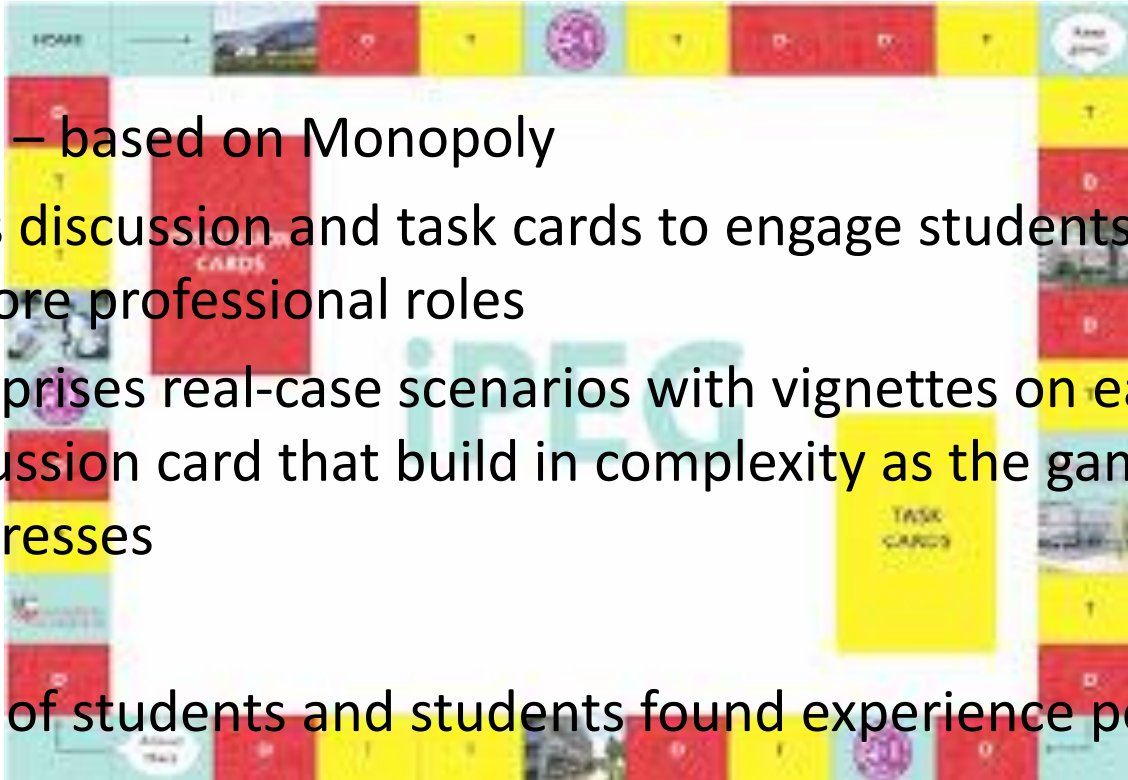 HOME
D T T D D T
– based on Monopoly
s discussion and task cards to engage students
CARDS
ore professional roles
iPEG
prises real-case scenarios with vignettes on ea
ussion card that build in complexity as the gam
resses
TASK
CARDS
of students and students found experience po